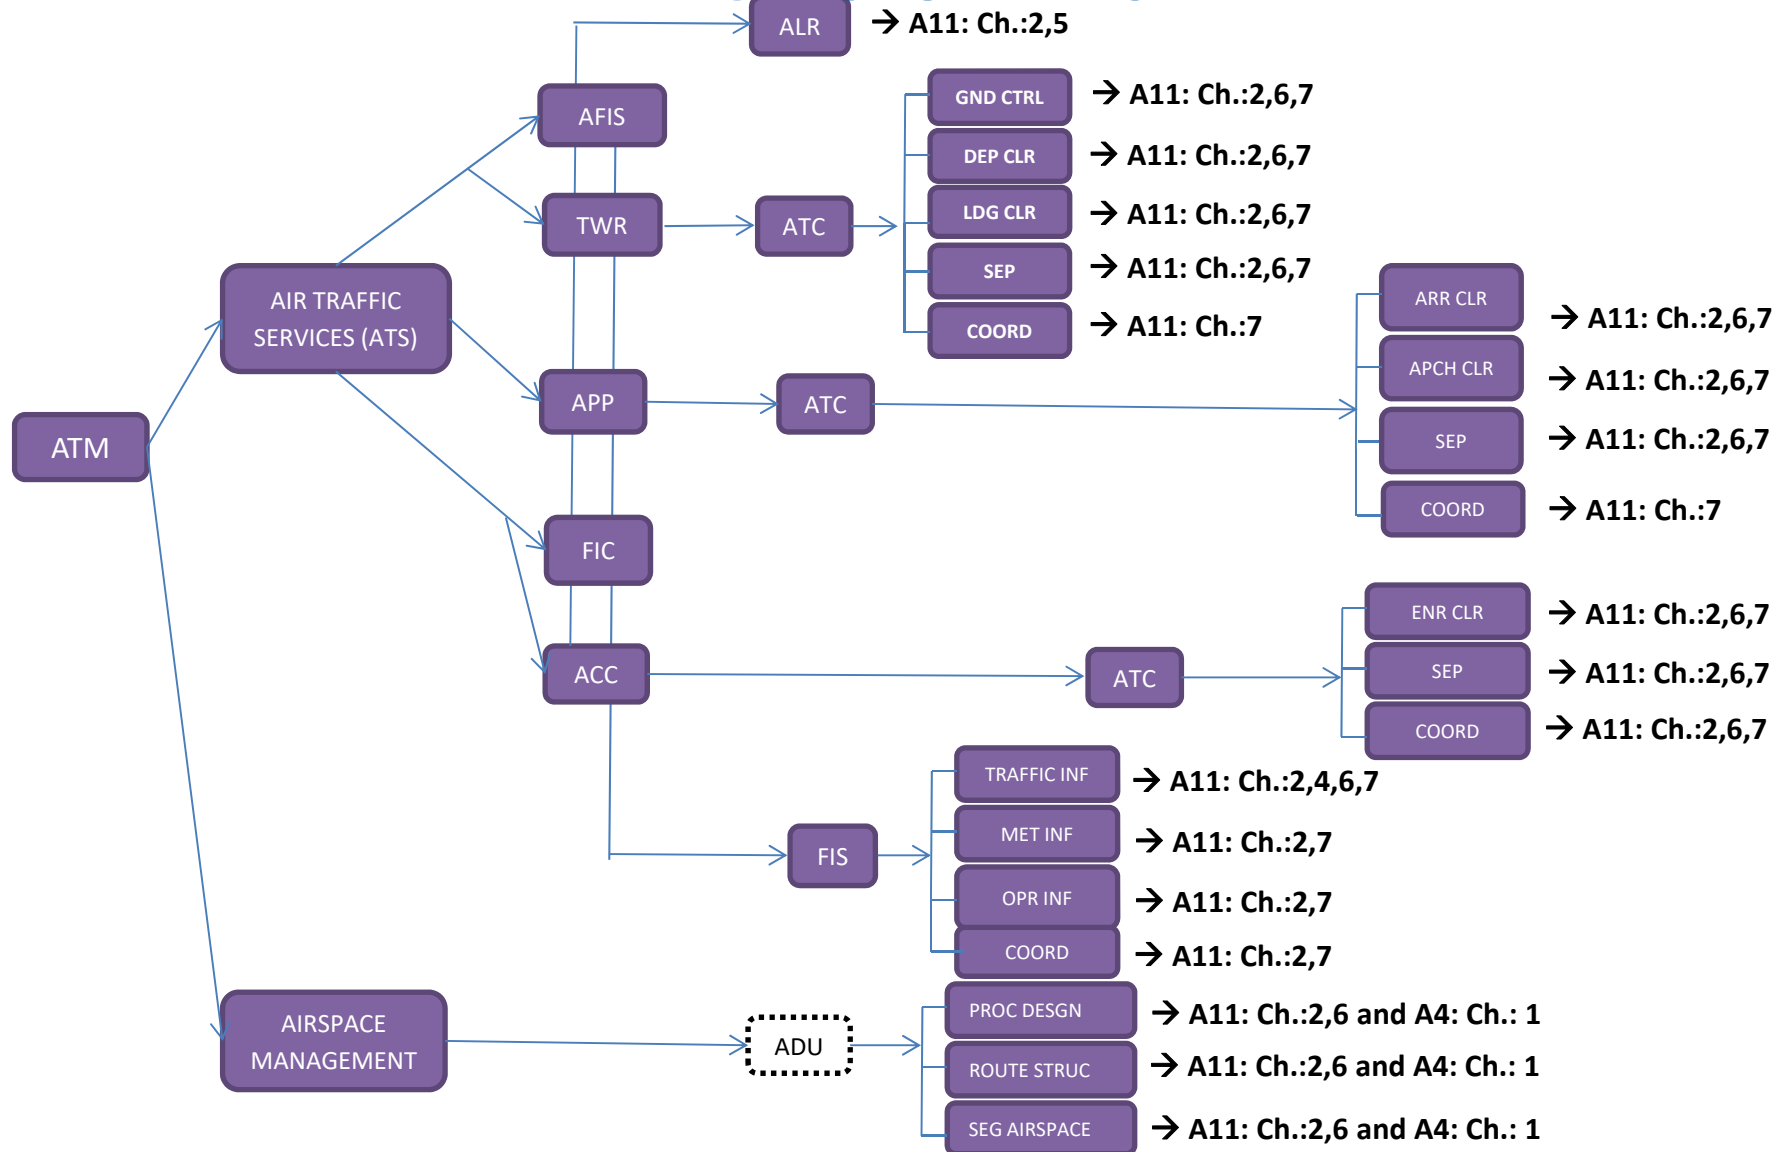 ALR → A11: Ch.:2,5
AFIS
GND CTRL → A11: Ch.:2,6,7
DEP CLR → A11: Ch.:2,6,7
TWR
ATC
LDG CLR → A11: Ch.:2,6,7
SEP → A11: Ch.:2,6,7
COORD → A11: Ch.:7
AIR TRAFFIC
SERVICES (ATS)
ARR CLR → A11: Ch.:2,6,7
APCH CLR → A11: Ch.:2,6,7
APP
ATC
SEP → A11: Ch.:2,6,7
COORD → A11: Ch.:7
ATM
FIC
ACC
ATC
ENR CLR → A11: Ch.:2,6,7
SEP → A11: Ch.:2,6,7
COORD → A11: Ch.:2,6,7
FIS
TRAFFIC INF → A11: Ch.:2,4,6,7
MET INF → A11: Ch.:2,7
OPR INF → A11: Ch.:2,7
COORD → A11: Ch.:2,7
AIRSPACE
MANAGEMENT
ADU
PROC DESGN → A11: Ch.:2,6 and A4: Ch.: 1
ROUTE STRUC → A11: Ch.:2,6 and A4: Ch.: 1
SEG AIRSPACE → A11: Ch.:2,6 and A4: Ch.: 1